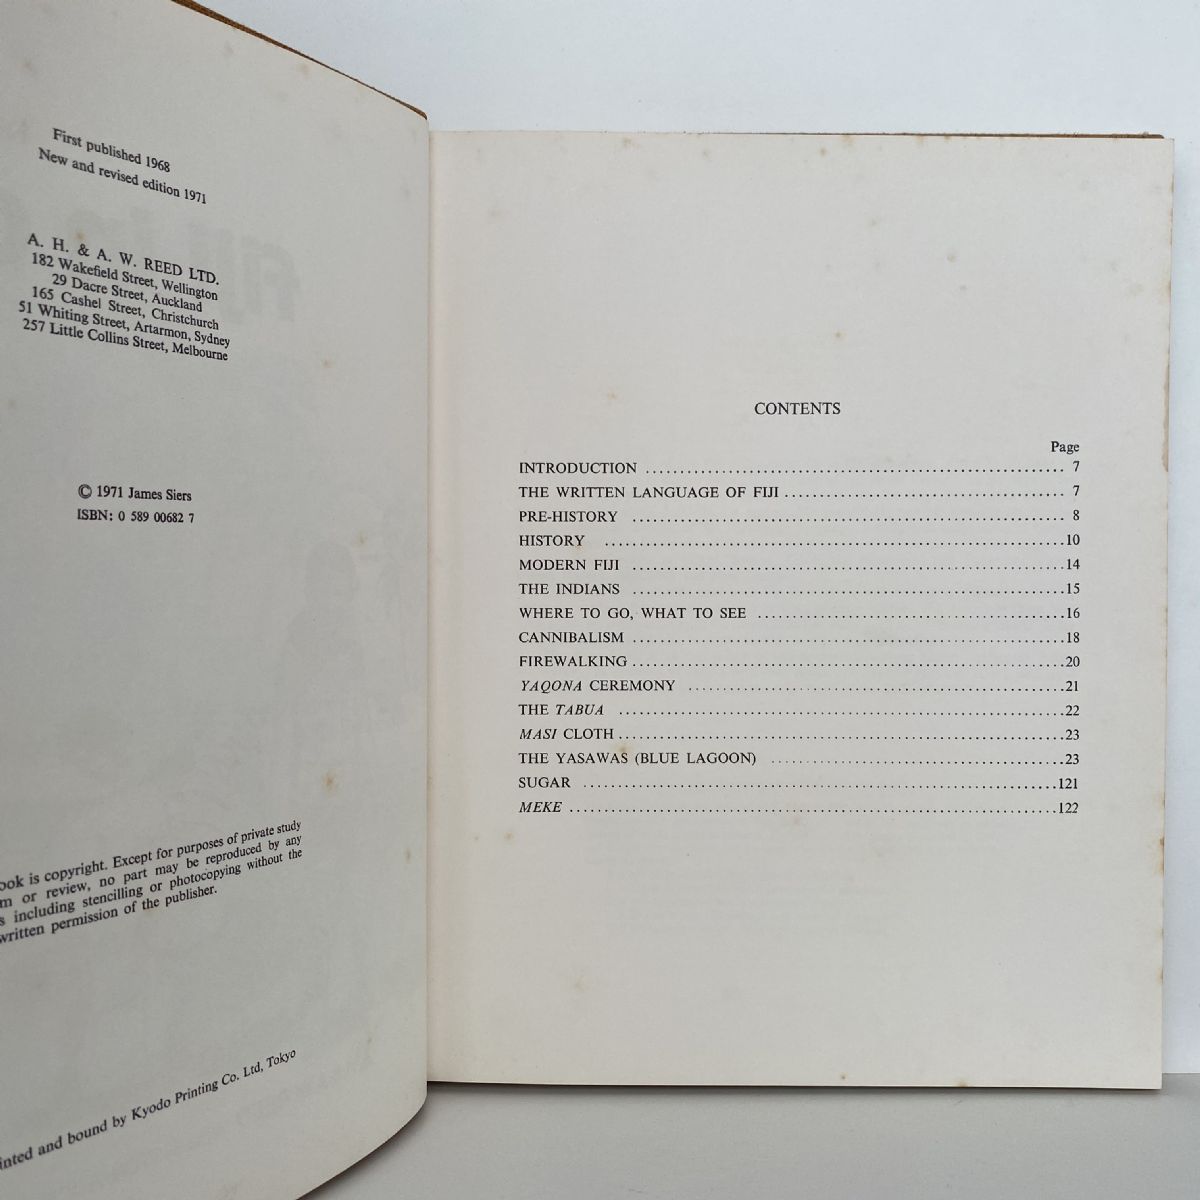 First published 1968
New and revised edition 1971
A. H. & A. W. REED LTD.
182 Wakefield Street, Wellington
29 Dacre Street, Auckland
165 Cashel Street, Christchurch
51 Whiting Street, Artarmon, Sydney
257 Little Collins Street, Melbourne
© 1971 James Siers
ISBN: 0 589 00682 7
ook is copyright. Except for purposes of private study
m or review, no part may be reproduced by any
s including stencilling or photocopying without the
written permission of the publisher.
inted and bound by Kyodo Printing Co. Ltd, Tokyo
CONTENTS
Page
INTRODUCTION ........ 7
THE WRITTEN LANGUAGE OF FIJI ........ 7
PRE-HISTORY ........ 8
HISTORY ........ 10
MODERN FIJI ........ 14
THE INDIANS ........ 15
WHERE TO GO, WHAT TO SEE ........ 16
CANNIBALISM ........ 18
FIREWALKING ........ 20
YAQONA CEREMONY ........ 21
THE TABUA ........ 22
MASI CLOTH ........ 23
THE YASAWAS (BLUE LAGOON) ........ 23
SUGAR ........ 121
MEKE ........ 122